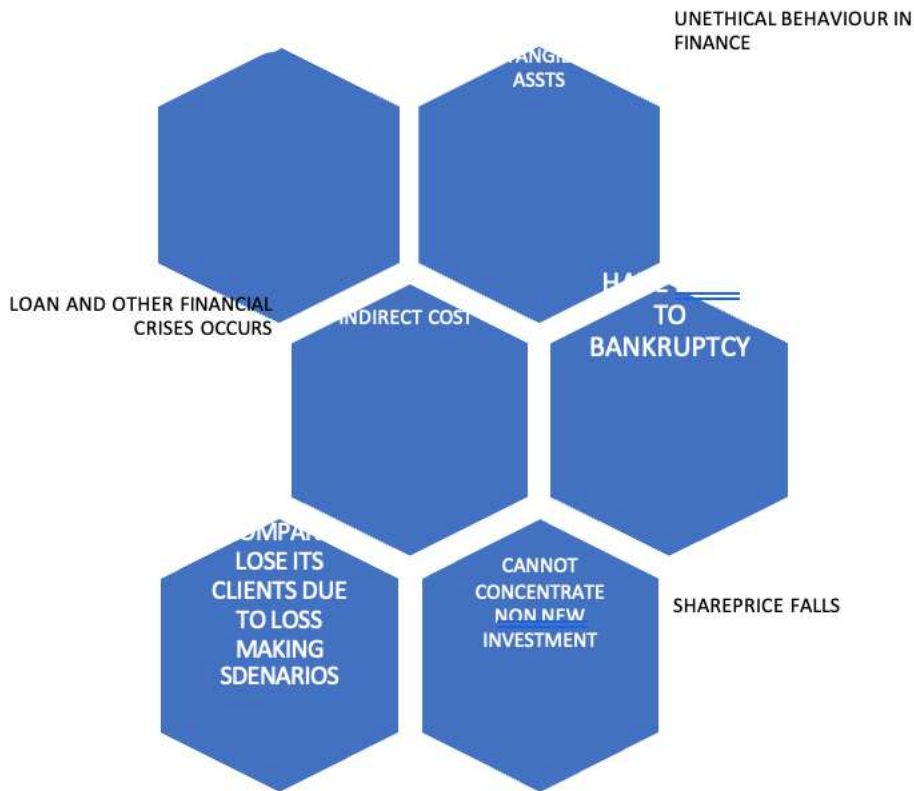 UNETHICAL BEHAVIOUR IN
FINANCE
ASSTS
LOAN AND OTHER FINANCIAL
CRISES OCCURS
INDIRECT COST
TO
BANKRUPTCY
LOSE ITS
CLIENTS DUE
TO LOSS
MAKING
SDENARIOS
CANNOT
CONCENTRATE
NON NEW
INVESTMENT
SHAREPRICE FALLS